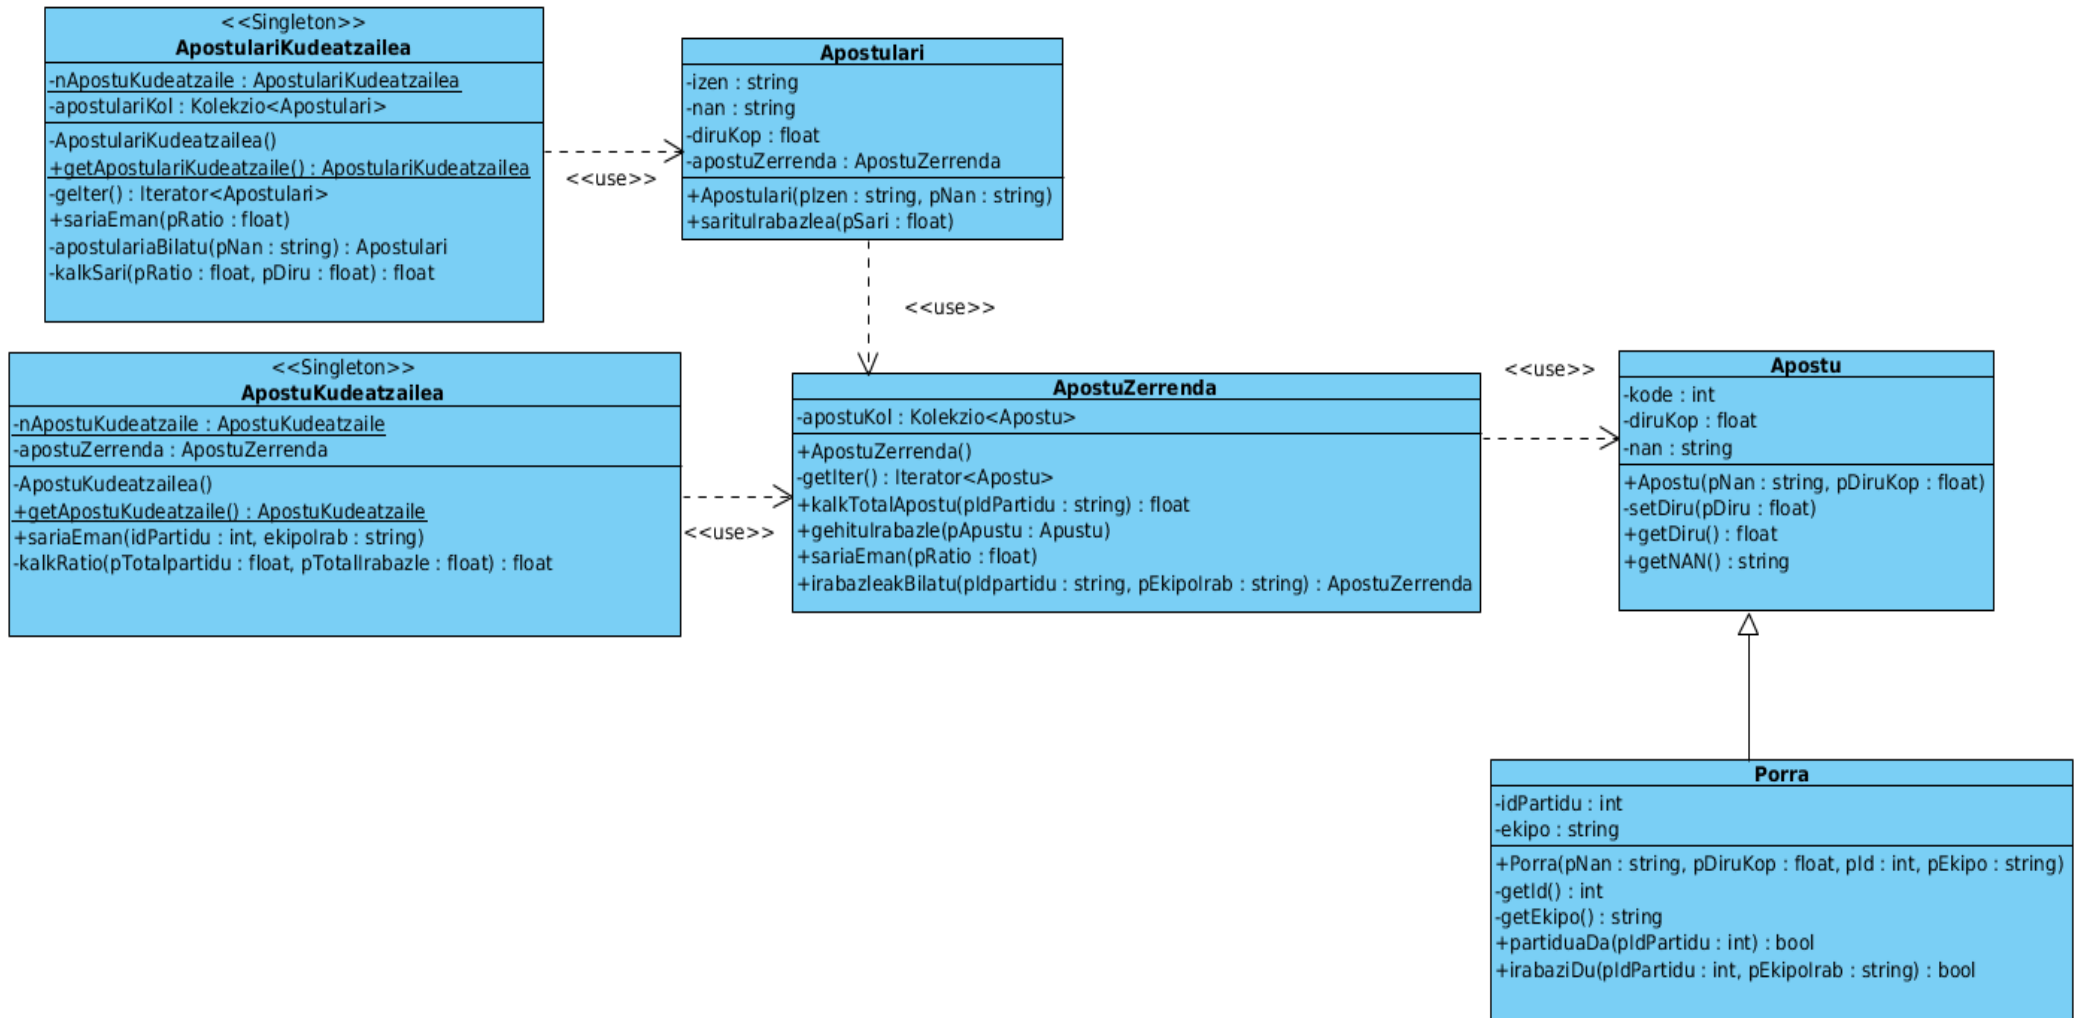 <<Singleton>>
ApostulariKudeatzailea
-nApostuKudeatzaile : ApostulariKudeatzailea
-apostulariKol : Kolekzio<Apostulari>
-ApostulariKudeatzailea()
+getApostulariKudeatzaile() : ApostulariKudeatzailea
-geIter() : Iterator<Apostulari>
+sariaEman(pRatio : float)
-apostulariaBilatu(pNan : string) : Apostulari
-kalkSari(pRatio : float, pDiru : float) : float
<<use>>
Apostulari
-izen : string
-nan : string
-diruKop : float
-apostuZerrenda : ApostuZerrenda
+Apostulari(pIzen : string, pNan : string)
+sarituIrabazlea(pSari : float)
<<use>>
<<Singleton>>
ApostuKudeatzailea
-nApostuKudeatzaile : ApostuKudeatzaile
-apostuZerrenda : ApostuZerrenda
-ApostuKudeatzailea()
+getApostuKudeatzaile() : ApostuKudeatzaile
+sariaEman(idPartidu : int, ekipoIrab : string)
-kalkRatio(pTotalpartidu : float, pTotalIrabazle : float) : float
<<use>>
ApostuZerrenda
-apostuKol : Kolekzio<Apostu>
+ApostuZerrenda()
-getIter() : Iterator<Apostu>
+kalkTotalApostu(pIdPartidu : string) : float
+gehituIrabazle(pApustu : Apustu)
+sariaEman(pRatio : float)
+irabazleakBilatu(pIdpartidu : string, pEkipoIrab : string) : ApostuZerrenda
<<use>>
Apostu
-kode : int
-diruKop : float
-nan : string
+Apostu(pNan : string, pDiruKop : float)
-setDiru(pDiru : float)
+getDiru() : float
+getNAN() : string
Porra
-idPartidu : int
-ekipo : string
+Porra(pNan : string, pDiruKop : float, pId : int, pEkipo : string)
-getId() : int
-getEkipo() : string
+partiduaDa(pIdPartidu : int) : bool
+irabaziDu(pIdPartidu : int, pEkipoIrab : string) : bool